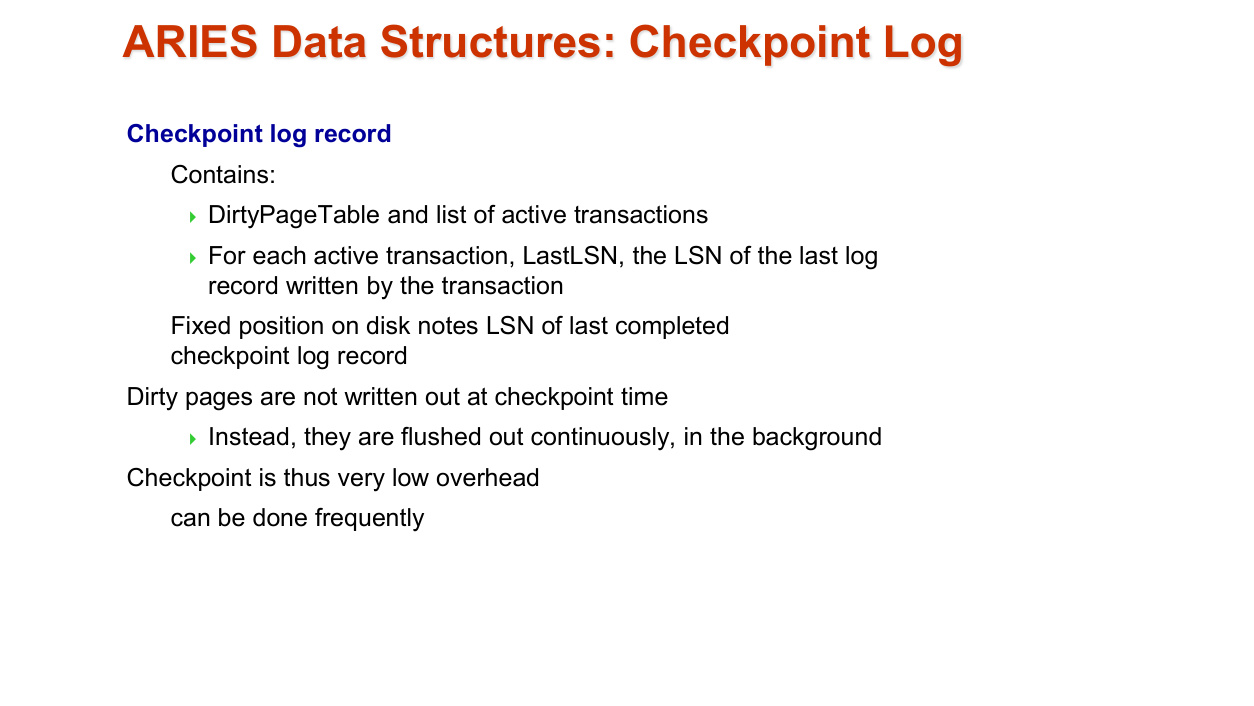 ARIES Data Structures: Checkpoint Log
Checkpoint log record
Contains:
DirtyPageTable and list of active transactions
For each active transaction, LastLSN, the LSN of the last log
record written by the transaction
Fixed position on disk notes LSN of last completed
checkpoint log record
Dirty pages are not written out at checkpoint time
Instead, they are flushed out continuously, in the background
Checkpoint is thus very low overhead
can be done frequently